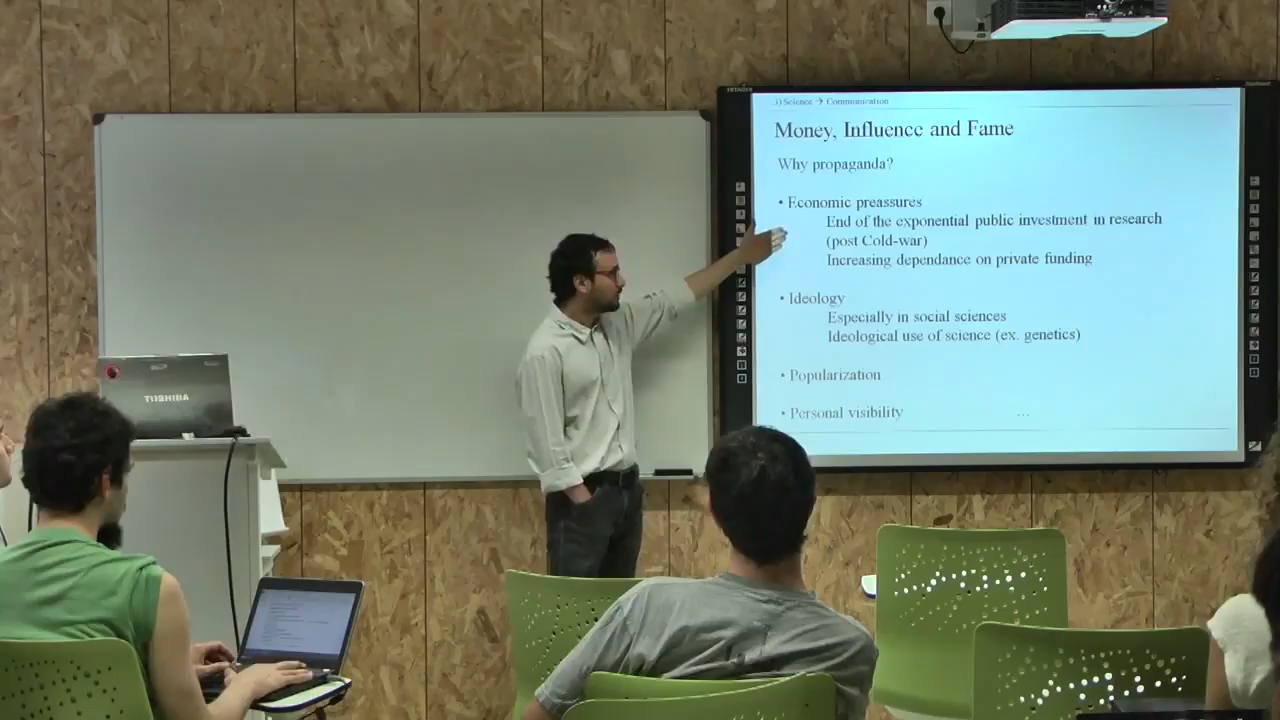 HITACHI
3) Science → Communication
Money, Influence and Fame
Why propaganda?
• Economic preassures
End of the exponential public investment in research
(post Cold-war)
Increasing dependance on private funding
• Ideology
Especially in social sciences
Ideological use of science (ex. genetics)
• Popularization
• Personal visibility
...
TOSHIBA